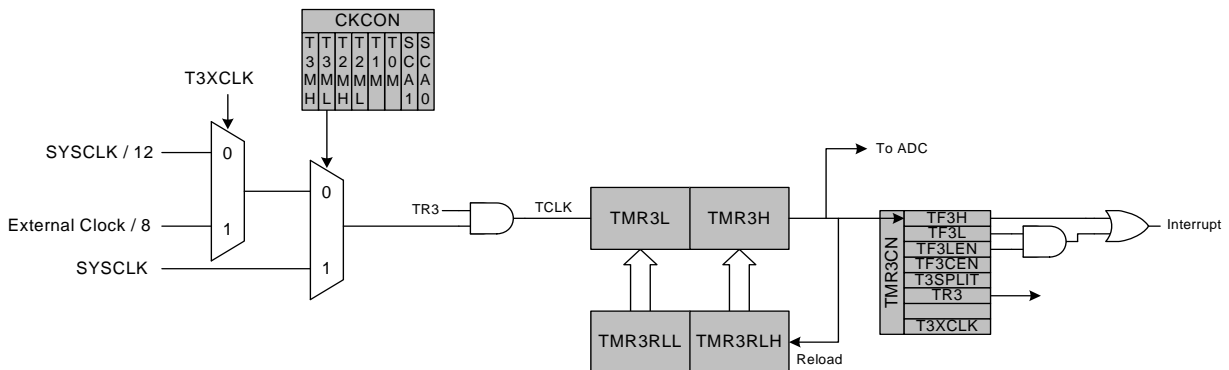 CKCON
T3MH T3ML T2MH T2ML T1M T0M SCA1 SCA0
T3XCLK
SYSCLK / 12
0
External Clock / 8
1
SYSCLK
0
1
TR3
TCLK
TMR3L
TMR3H
To ADC
TMR3RLL
TMR3RLH
Reload
TMR3CN
TF3H
TF3L
TF3LEN
TF3CEN
T3SPLIT
TR3
T3XCLK
Interrupt